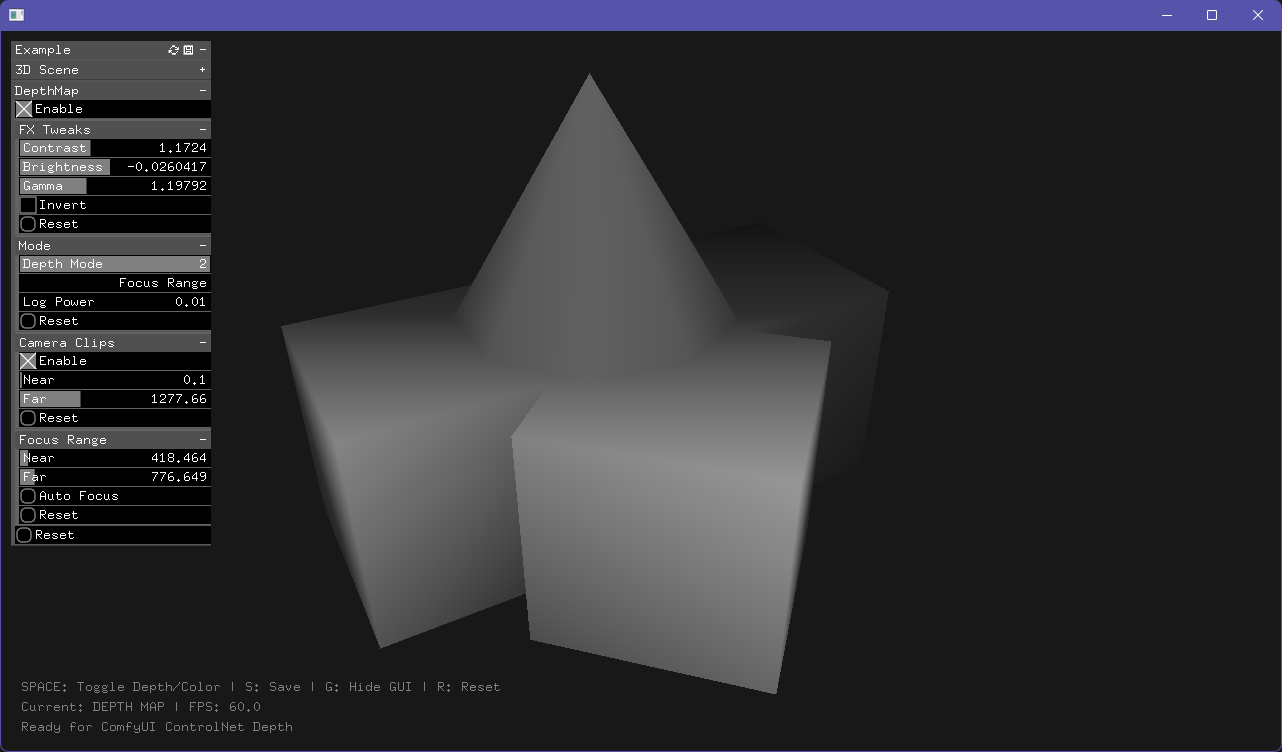 Example
3D Scene
DepthMap
Enable
FX Tweaks
Contrast 1.1724
Brightness -0.0260417
Gamma 1.19792
Invert
Reset
Mode
Depth Mode 2
Focus Range
Log Power 0.01
Reset
Camera Clips
Enable
Near 0.1
Far 1277.66
Reset
Focus Range
Near 418.464
Far 776.649
Auto Focus
Reset
Reset
SPACE: Toggle Depth/Color | S: Save | G: Hide GUI | R: Reset
Current: DEPTH MAP | FPS: 60.0
Ready for ComfyUI ControlNet Depth